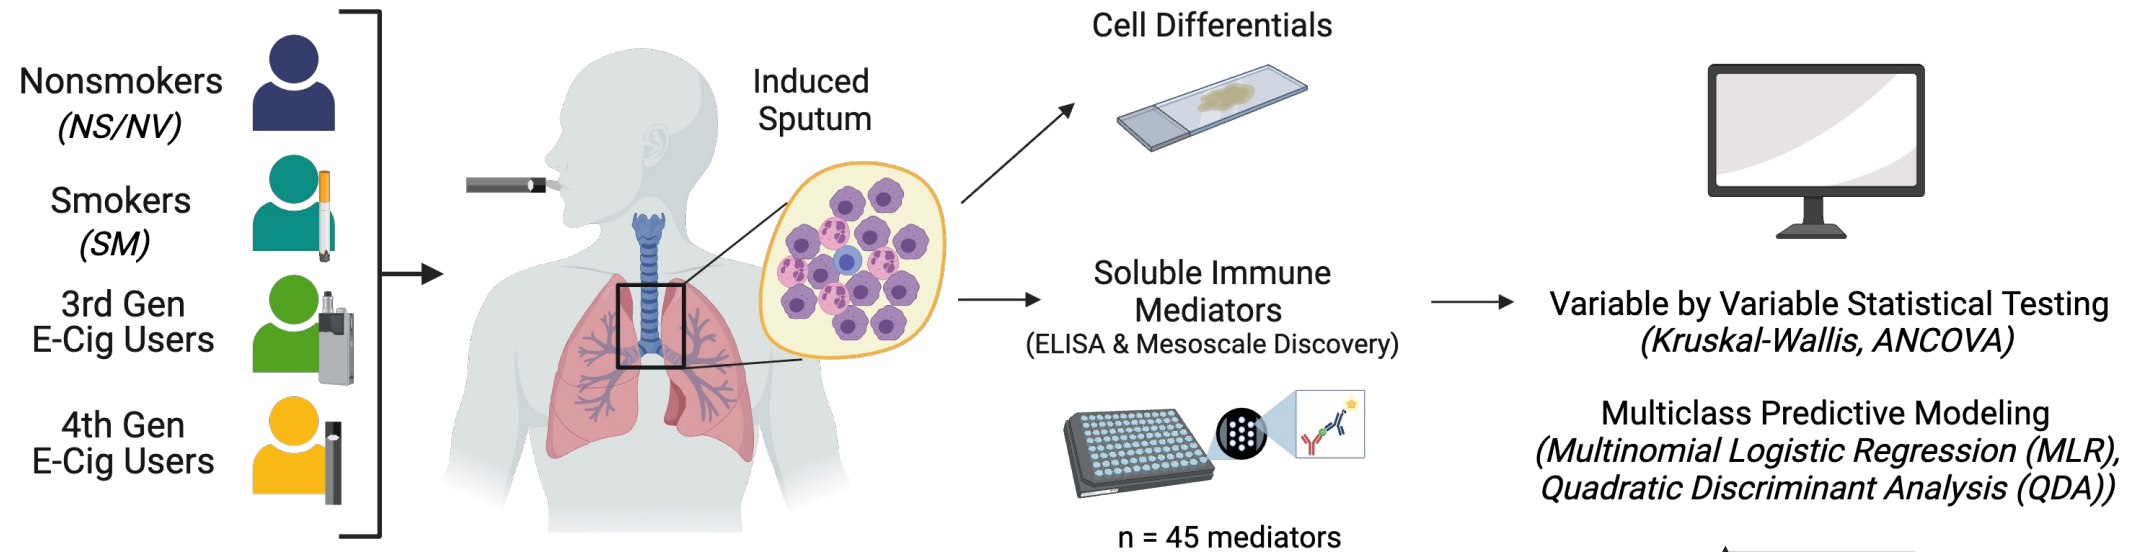 Nonsmokers
(NS/NV)
Smokers
(SM)
3rd Gen
E-Cig Users
4th Gen
E-Cig Users
Induced
Sputum
Cell Differentials
Soluble Immune
Mediators
(ELISA & Mesoscale Discovery)
n = 45 mediators
Variable by Variable Statistical Testing
(Kruskal-Wallis, ANCOVA)
Multiclass Predictive Modeling
(Multinomial Logistic Regression (MLR),
Quadratic Discriminant Analysis (QDA))